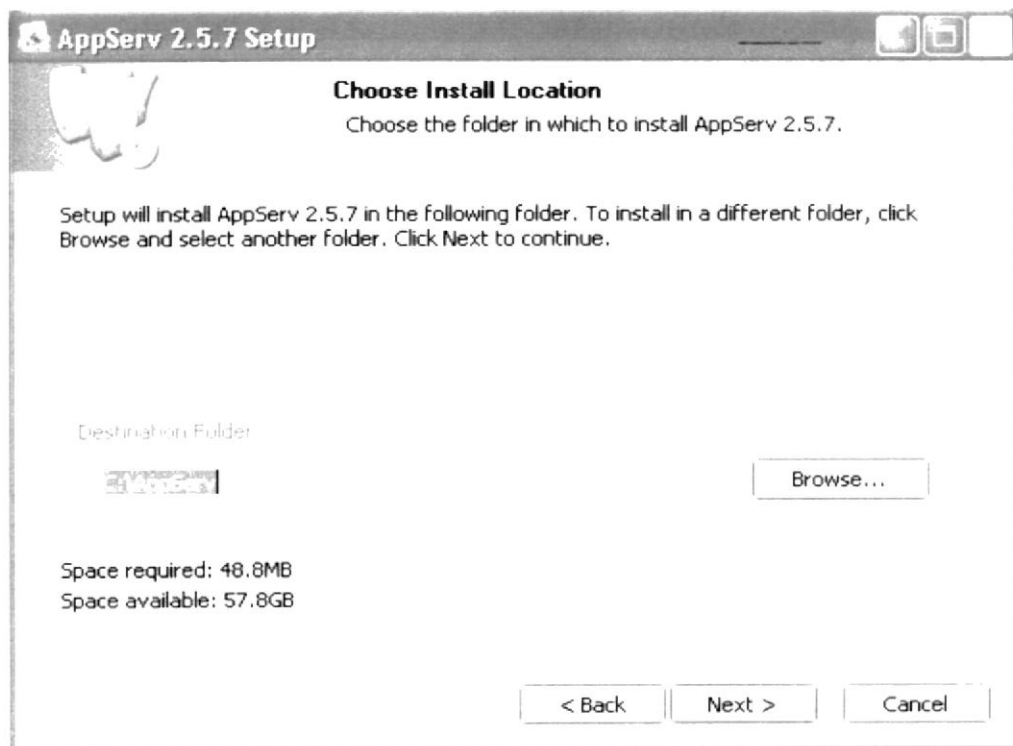 AppServ 2.5.7 Setup
Choose Install Location
Choose the folder in which to install AppServ 2.5.7.
Setup will install AppServ 2.5.7 in the following folder. To install in a different folder, click
Browse and select another folder. Click Next to continue.
Destination Folder
Browse...
Space required: 48.8MB
Space available: 57.8GB
< Back
Next >
Cancel